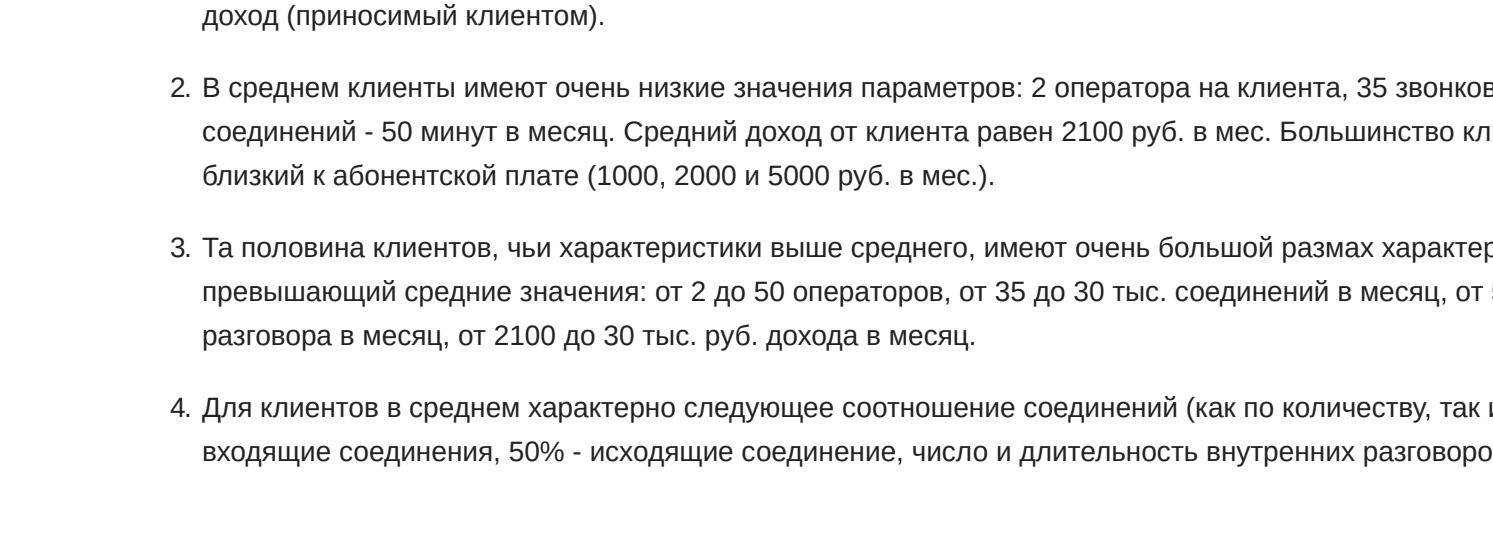 доход (приносимый клиентом).
2. В среднем клиенты имеют очень низкие значения параметров: 2 оператора на клиента, 35 звонков
соединений - 50 минут в месяц. Средний доход от клиента равен 2100 руб. в мес. Большинство
близкий к абонентской плате (1000, 2000 и 5000 руб. в мес.).
3. Та половина клиентов, чьи характеристики выше среднего, имеют очень большой размах
превышающий средние значения: от 2 до 50 операторов, от 35 до 30 тыс. соединений в месяц, от
разговора в месяц, от 2100 до 30 тыс. руб. дохода в месяц.
4. Для клиентов в среднем характерно следующее соотношение соединений (как по количеству, так
входящие соединения, 50% - исходящие соединение, число и длительность внутренних